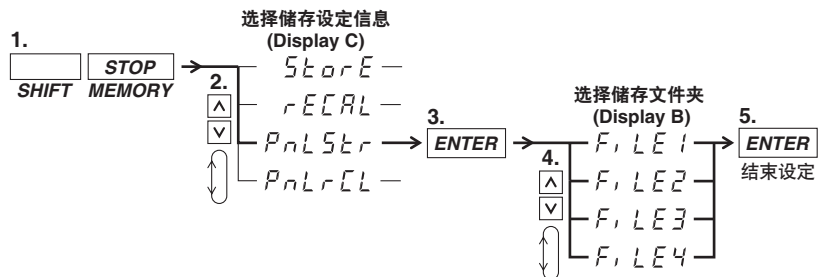 选择储存设定信息
(Display C)
1.
STOP
SHIFT MEMORY
2.
StorE
rECAL
PnLStr
PnLrCL
3.
ENTER
选择储存文件夹
(Display B)
4.
FiLE1
FiLE2
FiLE3
FiLE4
5.
ENTER
结束设定